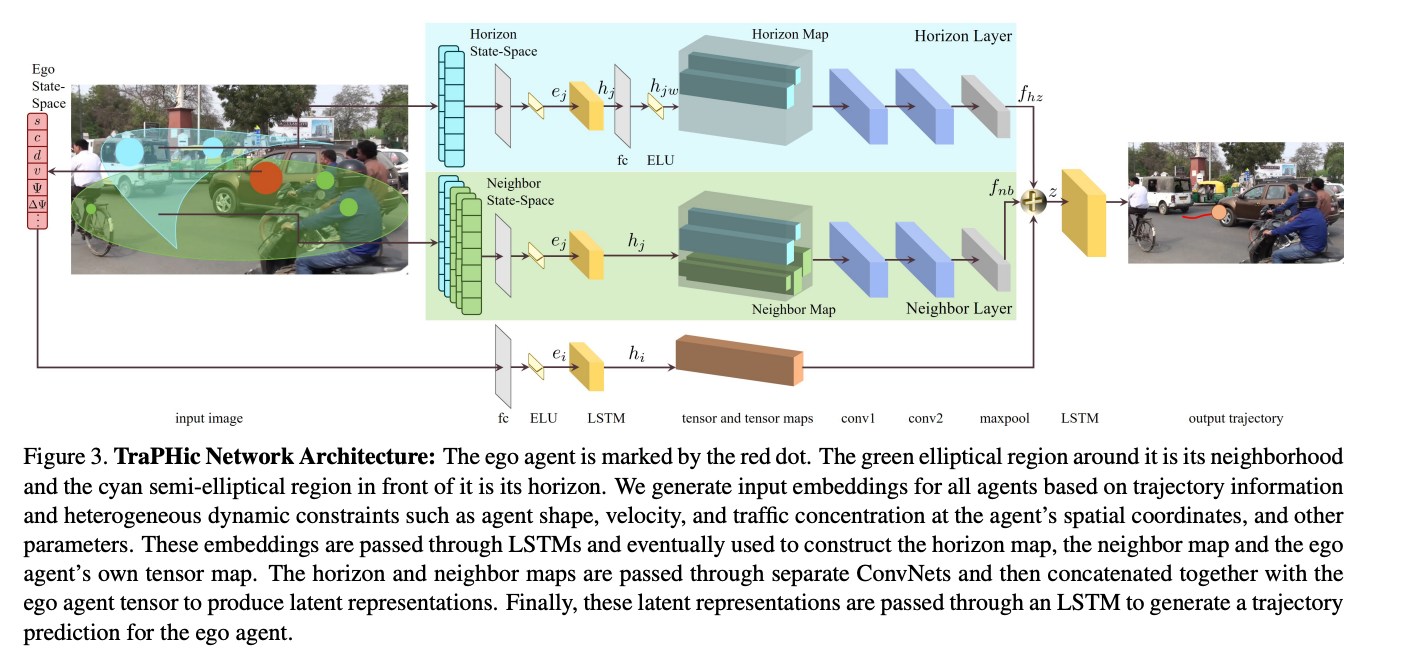 Horizon
State-Space
Horizon Map
Horizon Layer
Ego
State-
Space
s
c
d
v
Ψ
ΔΨ
⋮
e_j
h_j
h_{jw}
f_{hz}
fc
ELU
Neighbor
State-Space
e_j
h_j
f_{nb}
z
Neighbor Map
Neighbor Layer
e_i
h_i
input image
fc
ELU
LSTM
tensor and tensor maps
conv1
conv2
maxpool
LSTM
output trajectory
Figure 3. TraPHic Network Architecture: The ego agent is marked by the red dot. The green elliptical region around it is its neighborhood
and the cyan semi-elliptical region in front of it is its horizon. We generate input embeddings for all agents based on trajectory information
and heterogeneous dynamic constraints such as agent shape, velocity, and traffic concentration at the agent's spatial coordinates, and other
parameters. These embeddings are passed through LSTMs and eventually used to construct the horizon map, the neighbor map and the ego
agent's own tensor map. The horizon and neighbor maps are passed through separate ConvNets and then concatenated together with the
ego agent tensor to produce latent representations. Finally, these latent representations are passed through an LSTM to generate a trajectory
prediction for the ego agent.